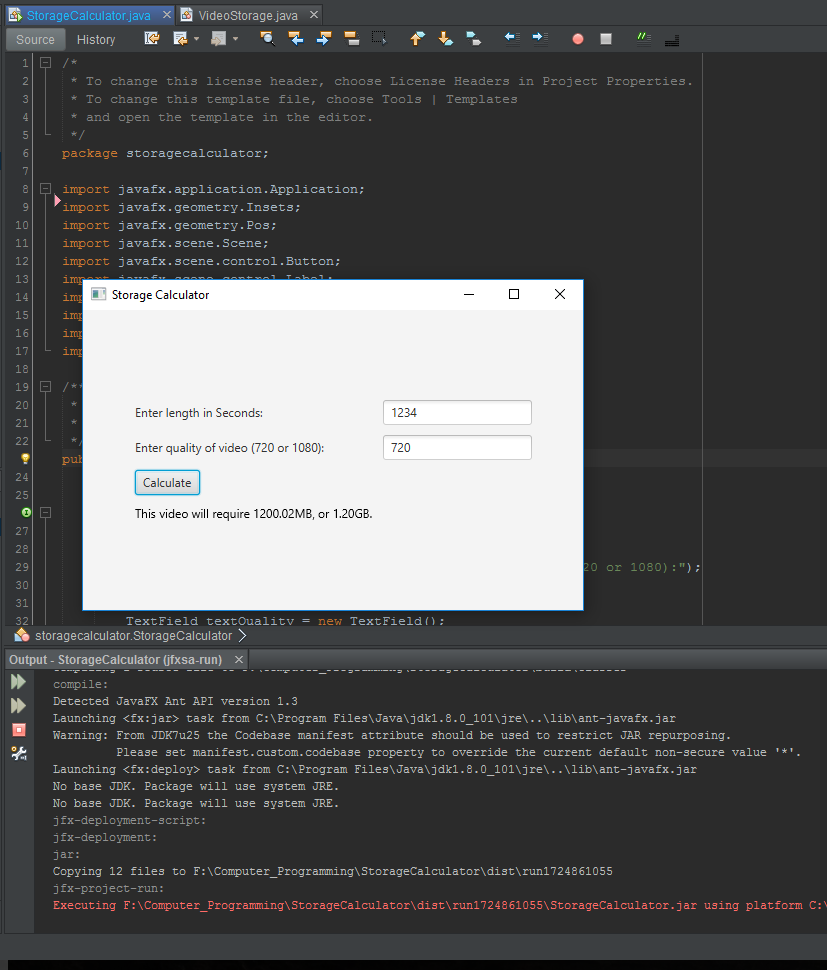 StorageCalculator.java VideoStorage.java
Source History
1 /*
2 * To change this license header, choose License Headers in Project Properties.
3 * To change this template file, choose Tools | Templates
4 * and open the template in the editor.
5 */
6 package storagecalculator;
7
8 import javafx.application.Application;
9 import javafx.geometry.Insets;
10 import javafx.geometry.Pos;
11 import javafx.scene.Scene;
12 import javafx.scene.control.Button;
13 import javafx.scene.control.Label;
14
15
16
17
18
19 /**
20 *
21 *
22 */
24
25
27
28
29 20 or 1080):");
30
31
32 TextField textQuality = new TextField();
Storage Calculator
Enter length in Seconds: 1234
Enter quality of video (720 or 1080): 720
Calculate
This video will require 1200.02MB, or 1.20GB.
storagecalculator.StorageCalculator
Output - StorageCalculator (jfxsa-run)
compile:
Detected JavaFX Ant API version 1.3
Launching <fx:jar> task from C:\Program Files\Java\jdk1.8.0_101\jre\..\lib\ant-javafx.jar
Warning: From JDK7u25 the Codebase manifest attribute should be used to restrict JAR repurposing.
Please set manifest.custom.codebase property to override the current default non-secure value '*'.
Launching <fx:deploy> task from C:\Program Files\Java\jdk1.8.0_101\jre\..\lib\ant-javafx.jar
No base JDK. Package will use system JRE.
No base JDK. Package will use system JRE.
jfx-deployment-script:
jfx-deployment:
jar:
Copying 12 files to F:\Computer_Programming\StorageCalculator\dist\run1724861055
jfx-project-run:
Executing F:\Computer_Programming\StorageCalculator\dist\run1724861055\StorageCalculator.jar using platform C:\